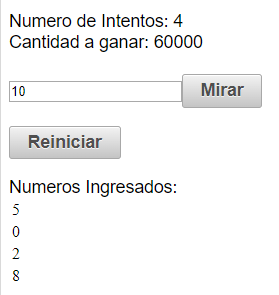 Numero de Intentos: 4
Cantidad a ganar: 60000
10 Mirar
Reiniciar
Numeros Ingresados:
5
0
2
8